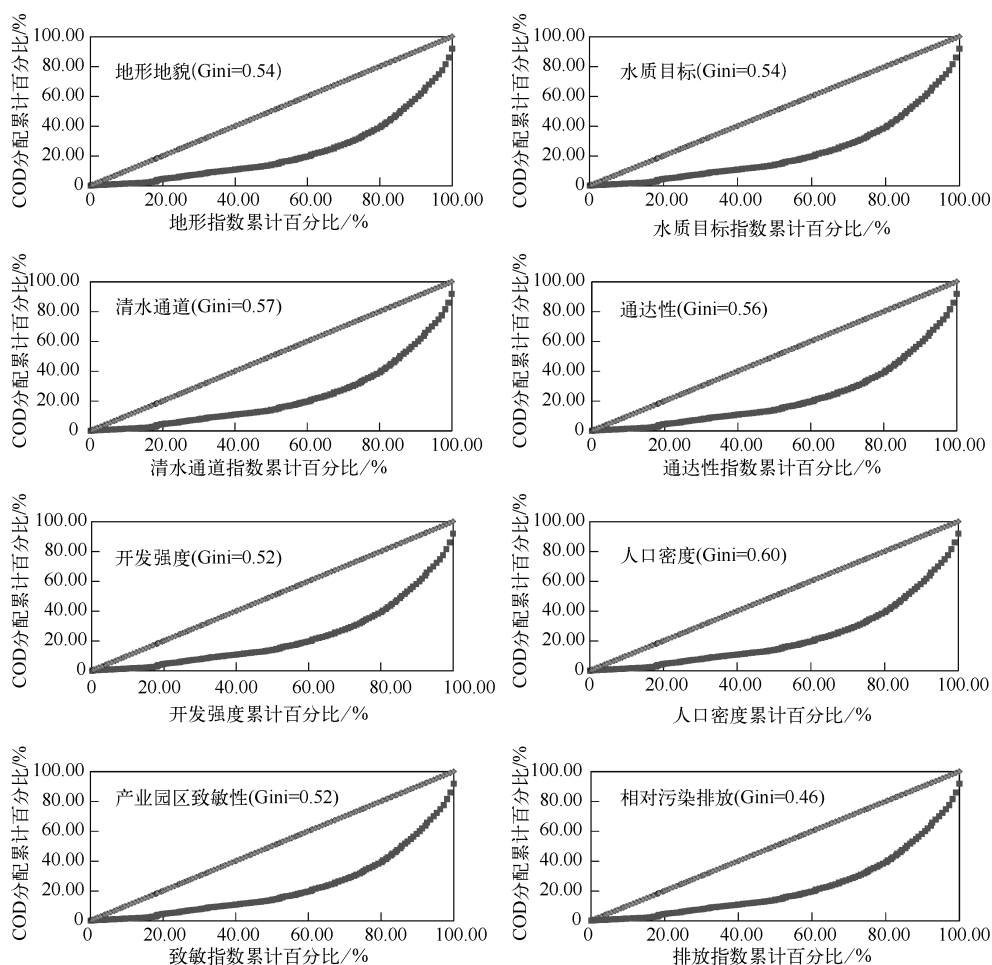 COD分配累计百分比/%
100.00
80.00
60.00
40.00
20.00
0
地形地貌(Gini=0.54)
0 20.00 40.00 60.00 80.00 100.00
地形指数累计百分比/%
COD分配累计百分比/%
100.00
80.00
60.00
40.00
20.00
0
水质目标(Gini=0.54)
0 20.00 40.00 60.00 80.00 100.00
水质目标指数累计百分比/%
COD分配累计百分比/%
100.00
80.00
60.00
40.00
20.00
0
清水通道(Gini=0.57)
0 20.00 40.00 60.00 80.00 100.00
清水通道指数累计百分比/%
COD分配累计百分比/%
100.00
80.00
60.00
40.00
20.00
0
通达性(Gini=0.56)
0 20.00 40.00 60.00 80.00 100.00
通达性指数累计百分比/%
COD分配累计百分比/%
100.00
80.00
60.00
40.00
20.00
0
开发强度(Gini=0.52)
0 20.00 40.00 60.00 80.00 100.00
开发强度累计百分比/%
COD分配累计百分比/%
100.00
80.00
60.00
40.00
20.00
0
人口密度(Gini=0.60)
0 20.00 40.00 60.00 80.00 100.00
人口密度累计百分比/%
COD分配累计百分比/%
100.00
80.00
60.00
40.00
20.00
0
产业园区致敏性(Gini=0.52)
0 20.00 40.00 60.00 80.00 100.00
致敏指数累计百分比/%
COD分配累计百分比/%
100.00
80.00
60.00
40.00
20.00
0
相对污染排放(Gini=0.46)
0 20.00 40.00 60.00 80.00 100.00
排放指数累计百分比/%